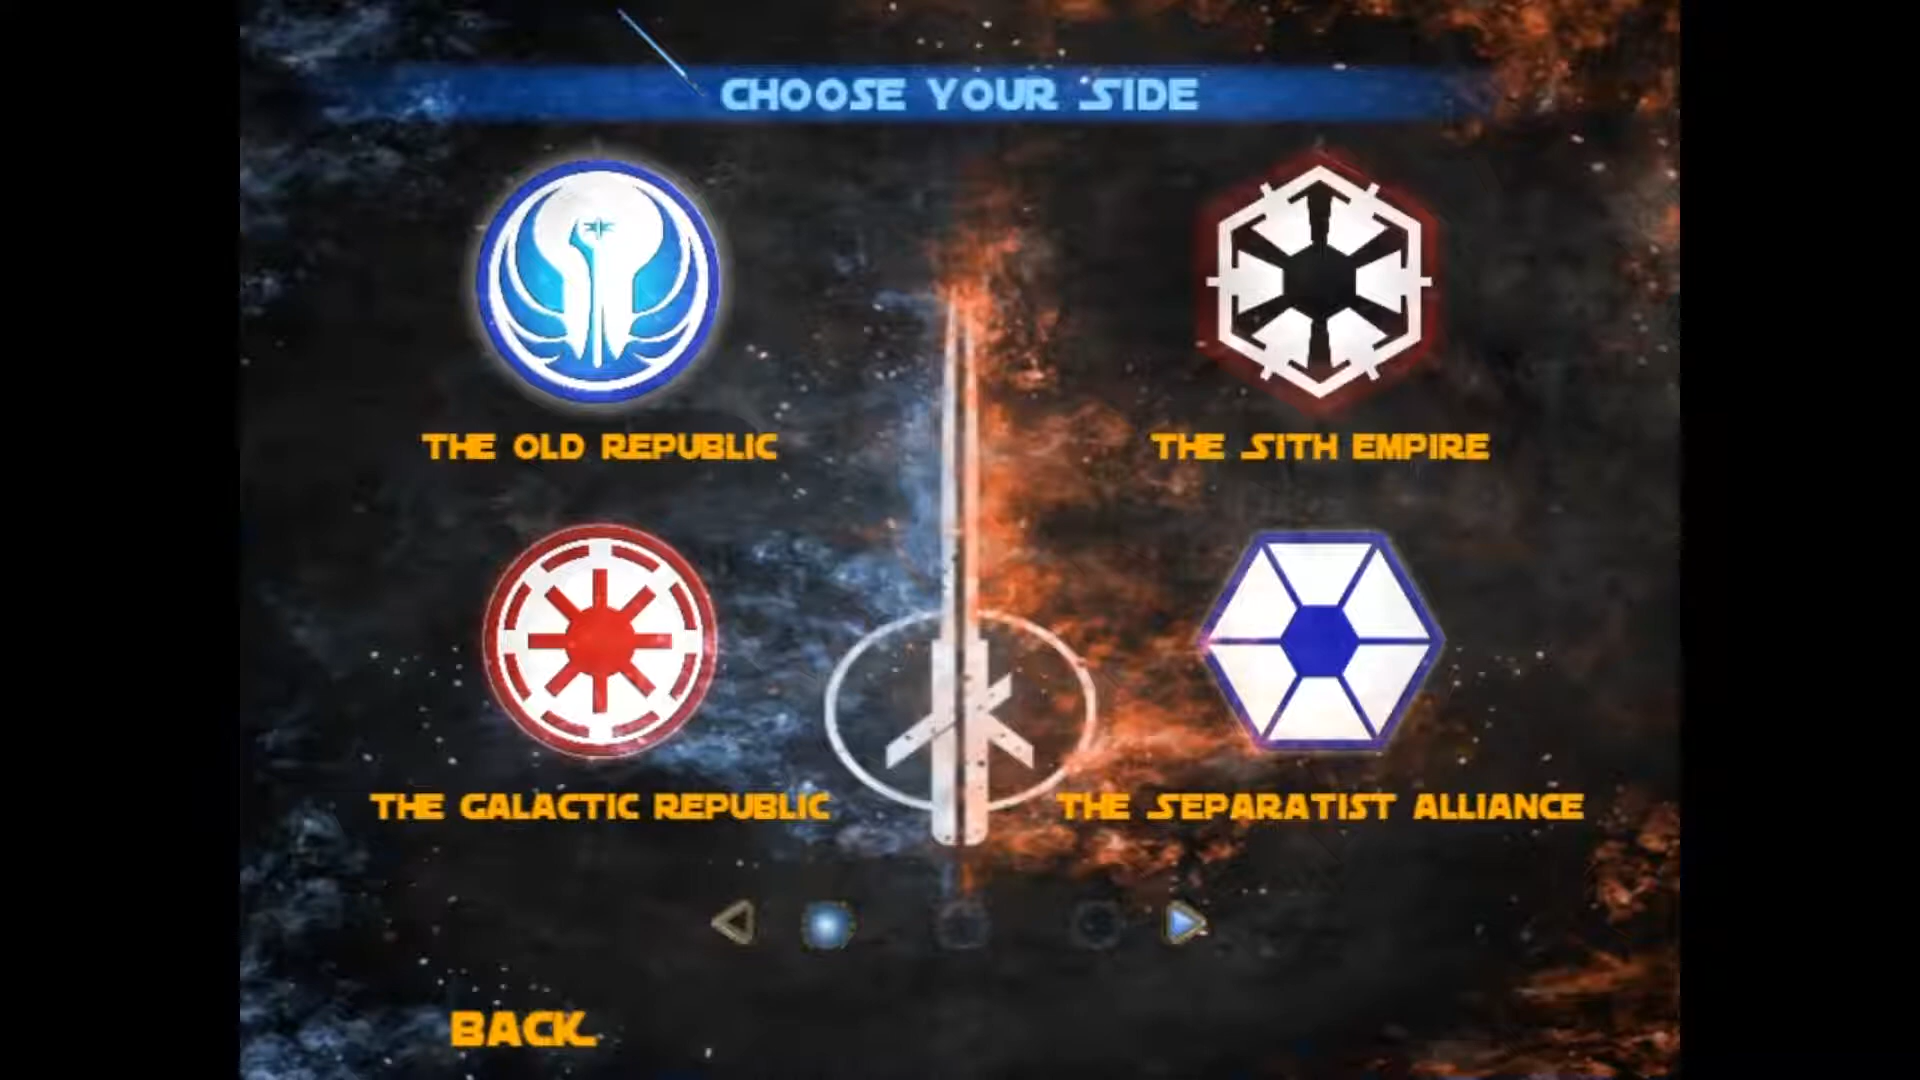 CHOOSE YOUR SIDE
THE OLD REPUBLIC
THE SITH EMPIRE
THE GALACTIC REPUBLIC
THE SEPARATIST ALLIANCE
BACK